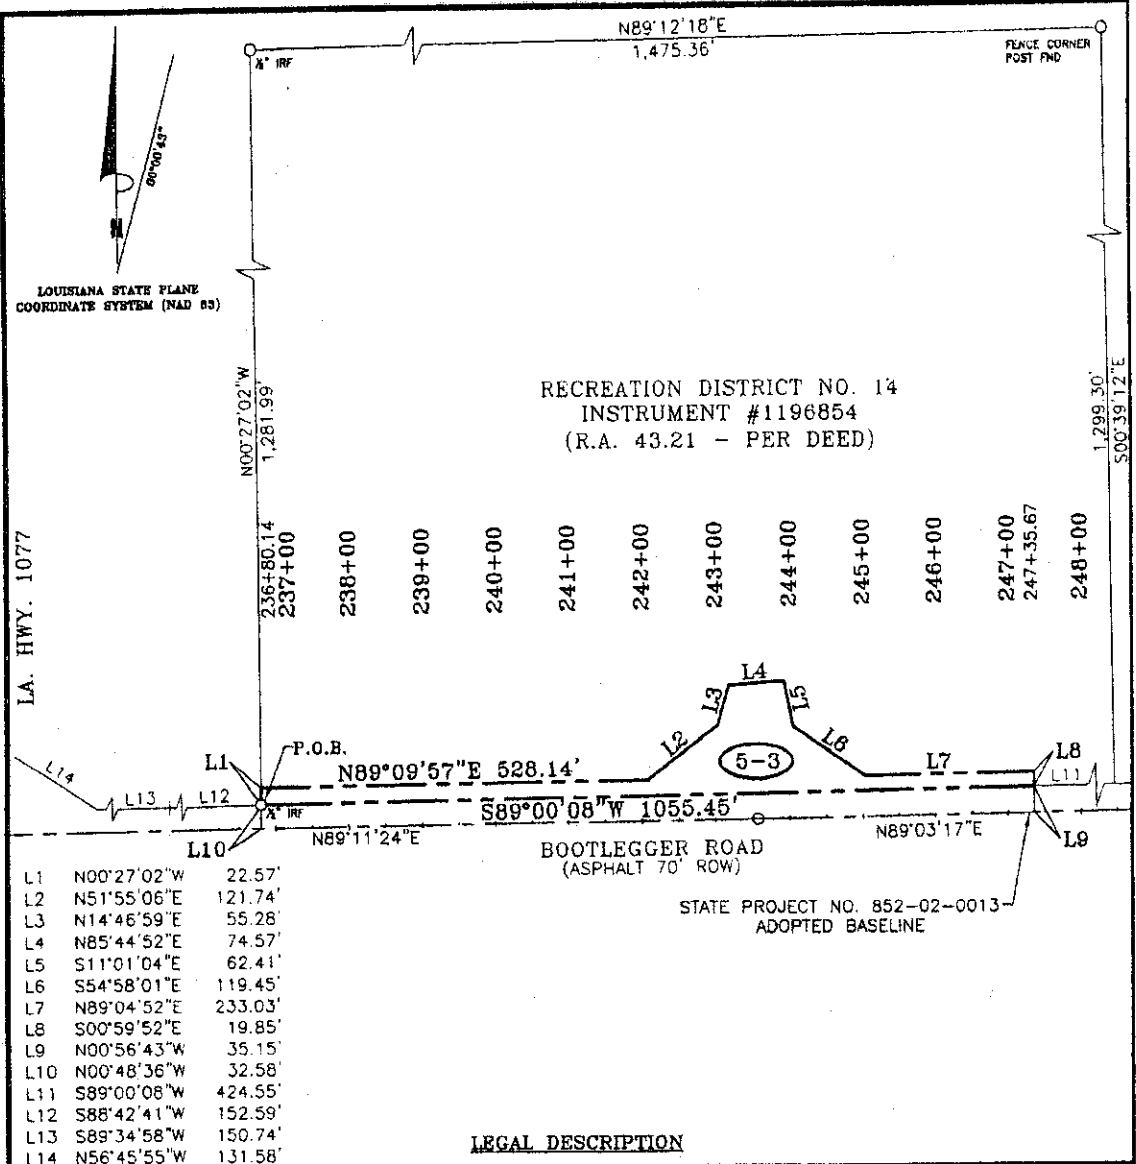 N89°12'18"E
1,475.36'
FENCE CORNER
POST FND
½" IRF
00°00'43"
N
LOUISIANA STATE PLANE
COORDINATE SYSTEM (NAD 83)
N00°27'02"W
1,281.99'
RECREATION DISTRICT NO. 14
INSTRUMENT #1196854
(R.A. 43.21 - PER DEED)
1,299.30'
S00°39'12"E
LA. HWY. 1077
236+80.14
237+00
238+00
239+00
240+00
241+00
242+00
243+00
244+00
245+00
246+00
247+00
247+35.67
248+00
L4
L3
L5
L2
L6
5-3
L7
L8
L1
P.O.B.
N89°09'57"E 528.14'
L14
L13
L12
L11
½" IRF
S89°00'08"W 1055.45'
L10
N89°11'24"E
N89°03'17"E
L9
BOOTLEGGER ROAD
(ASPHALT 70' ROW)
STATE PROJECT NO. 852-02-0013
ADOPTED BASELINE
L1 N00°27'02"W 22.57'
L2 N51°55'06"E 121.74'
L3 N14°46'59"E 55.28'
L4 N85°44'52"E 74.57'
L5 S11°01'04"E 62.41'
L6 S54°58'01"E 119.45'
L7 N89°04'52"E 233.03'
L8 S00°59'52"E 19.85'
L9 N00°56'43"W 35.15'
L10 N00°48'36"W 32.58'
L11 S89°00'08"W 424.55'
L12 S88°42'41"W 152.59'
L13 S89°34'58"W 150.74'
L14 N56°45'55"W 131.58'
LEGAL DESCRIPTION